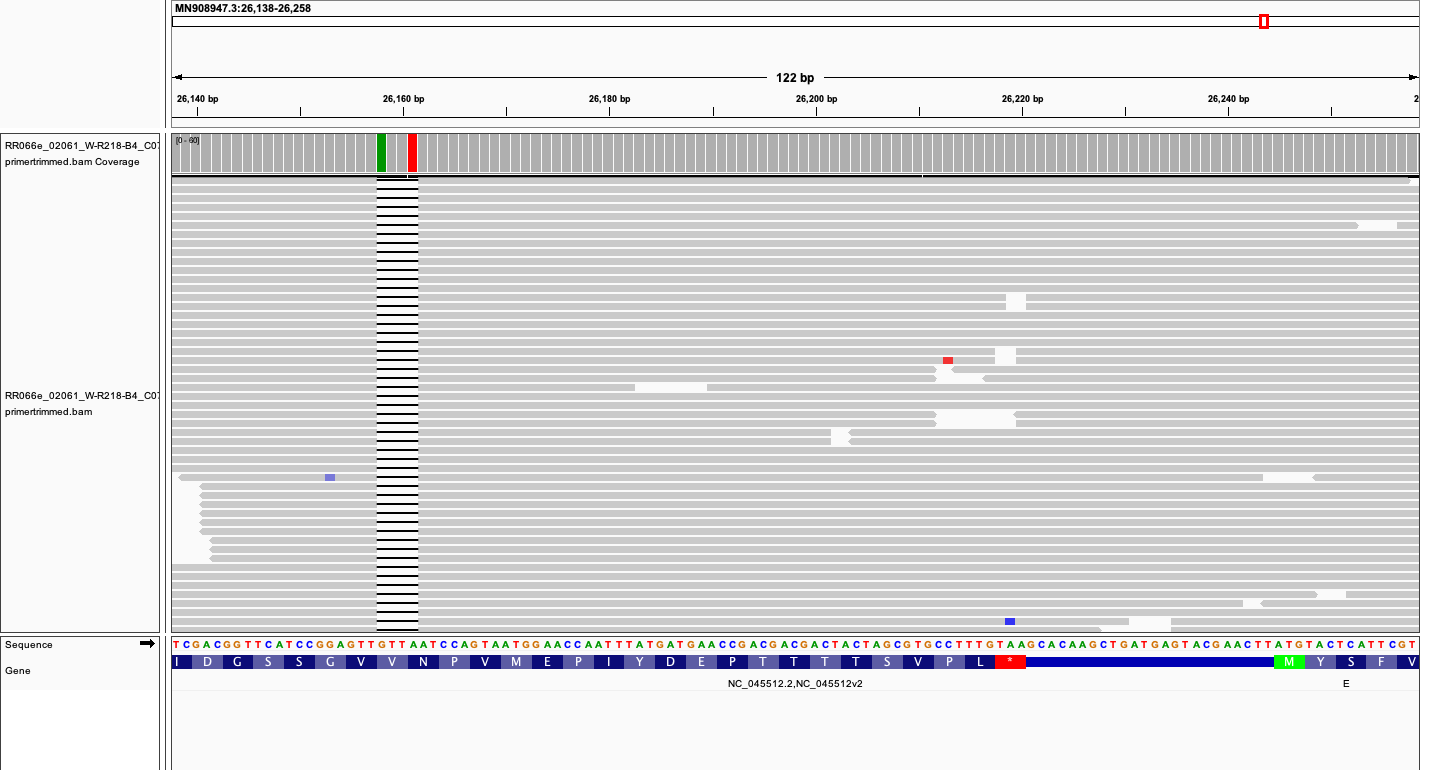 MN908947.3:26,138-26,258
122 bp
26,140 bp 26,160 bp 26,180 bp 26,200 bp 26,220 bp 26,240 bp 2
RR066e_02061_W-R218-B4_C07
primertrimmed.bam Coverage
[0 - 60]
RR066e_02061_W-R218-B4_C07
primertrimmed.bam
Sequence
T C G A C G G T T C A T C C G G A G T T G T T A A T C C A G T A A T G G A A C C A A T T T A T G A T G A A C C G A C G A C G A C T A C T A G C G T G C C T T T G T A A G C A C A A G C T G A T G A G T A C G A A C T T A T G T A C T C A T T C G T
Gene
I D G S S G V V N P V M E P I Y D E P T T T T S V P L * M Y S F V
NC_045512.2,NC_045512v2 E